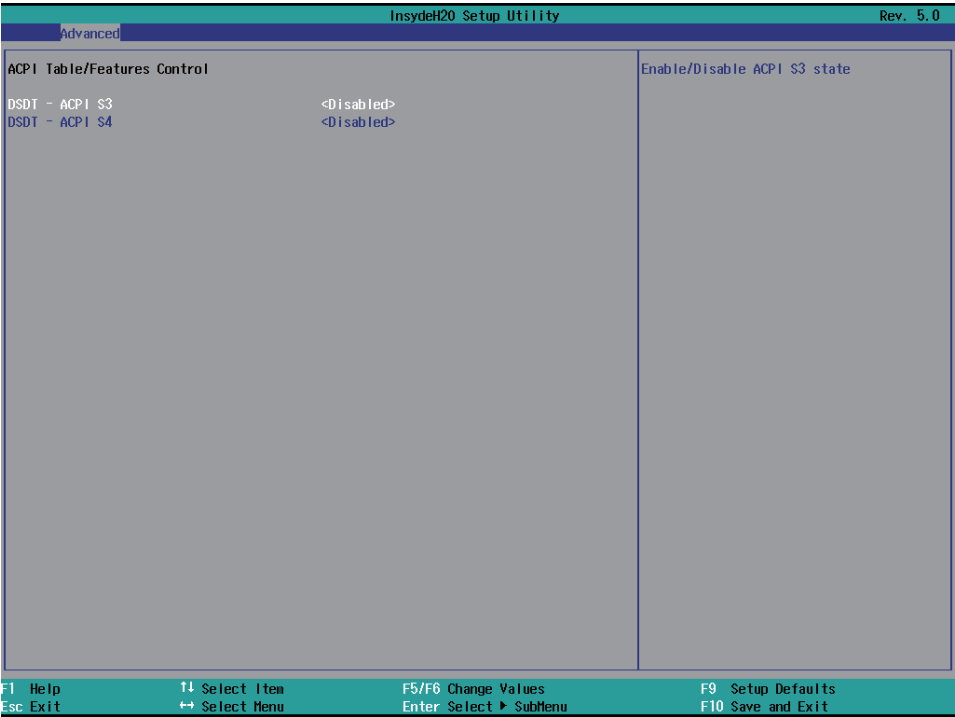 InsydeH20 Setup Utility Rev. 5.0
Advanced
ACPI Table/Features Control
Enable/Disable ACPI S3 state
DSDT - ACPI S3 <Disabled>
DSDT - ACPI S4 <Disabled>
F1 Help ↑↓ Select Item F5/F6 Change Values F9 Setup Defaults
Esc Exit ↔ Select Menu Enter Select ▶ SubMenu F10 Save and Exit